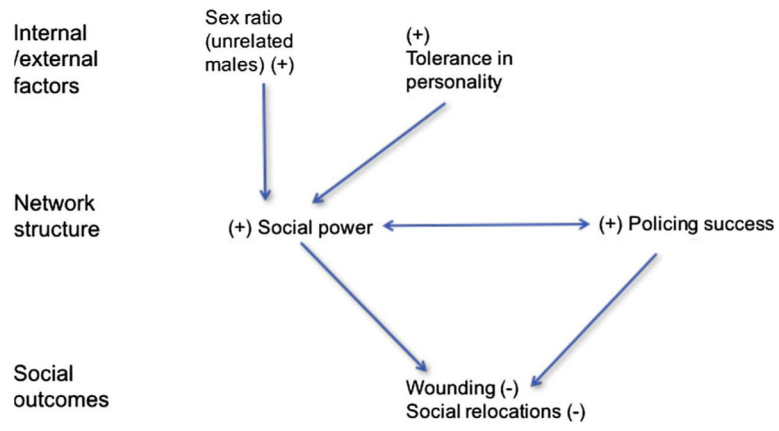 Internal
/external
factors
Sex ratio
(unrelated
males) (+)
(+)
Tolerance in
personality
Network
structure
(+) Social power
(+) Policing success
Social
outcomes
Wounding (-)
Social relocations (-)